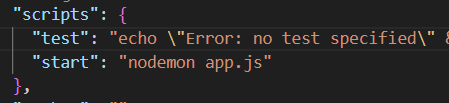 "scripts": {
"test": "echo \"Error: no test specified\" &
"start": "nodemon app.js"
},